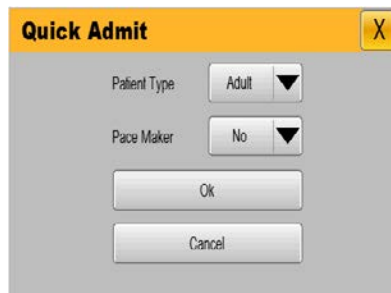 Quick Admit X
Patient Type Adult
Pace Maker No
Ok
Cancel